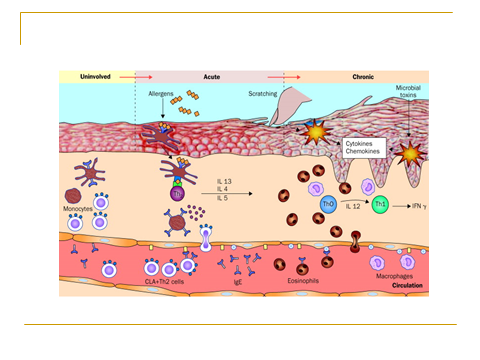 Uninvolved
Acute
Chronic
Allergens
Scratching
Microbial
toxins
Cytokines
Chemokines
IL 13
IL 4
IL 5
Monocytes
Th0
IL 12
Th1
IFN γ
CLA+Th2 cells
IgE
Eosinophils
Macrophages
Circulation